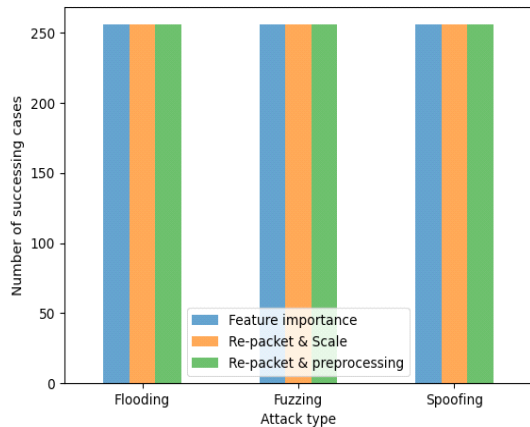 Number of successing cases
250
200
150
100
50
0
Feature importance
Re-packet & Scale
Re-packet & preprocessing
Flooding
Fuzzing
Spoofing
Attack type